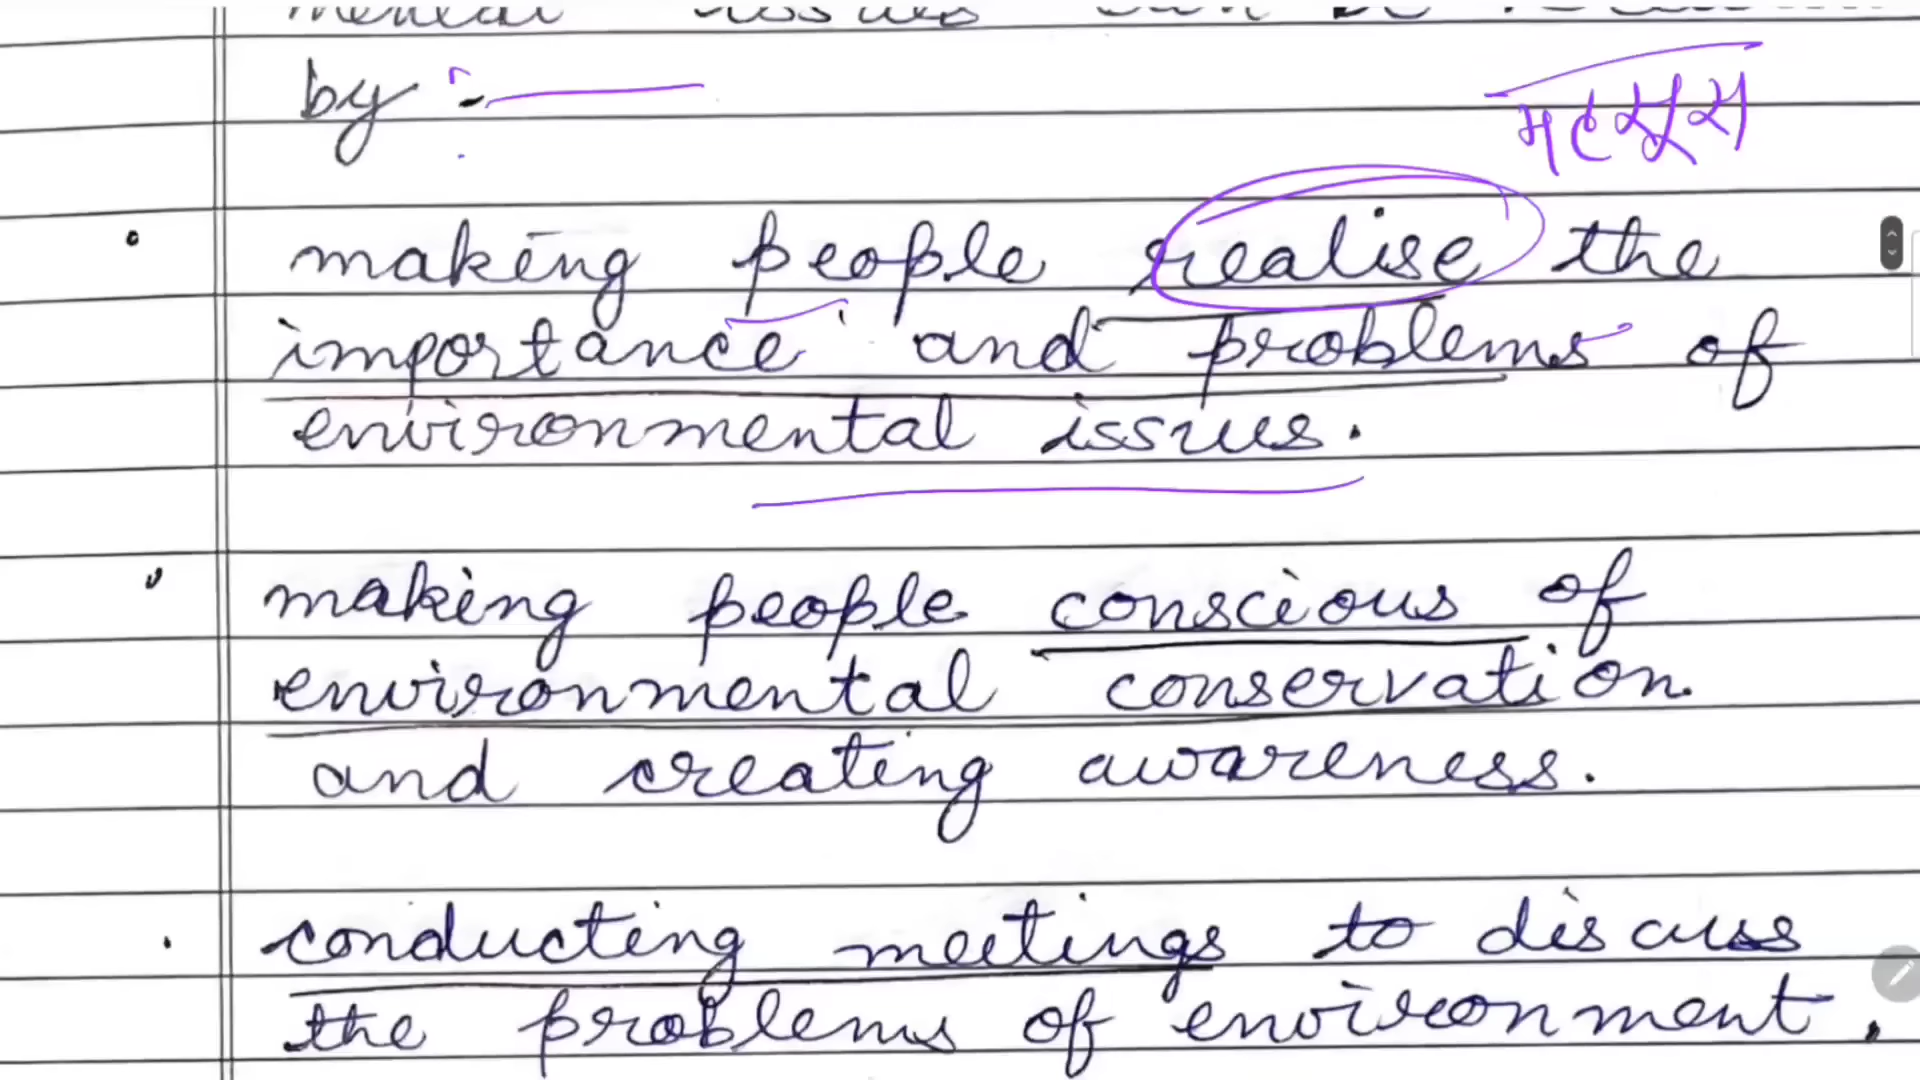 by :-
महसूस
making people realise the
importance and problems of
environmental issues.
making people conscious of
environmental conservation
and creating awareness.
conducting meetings to discuss
the problems of environment.